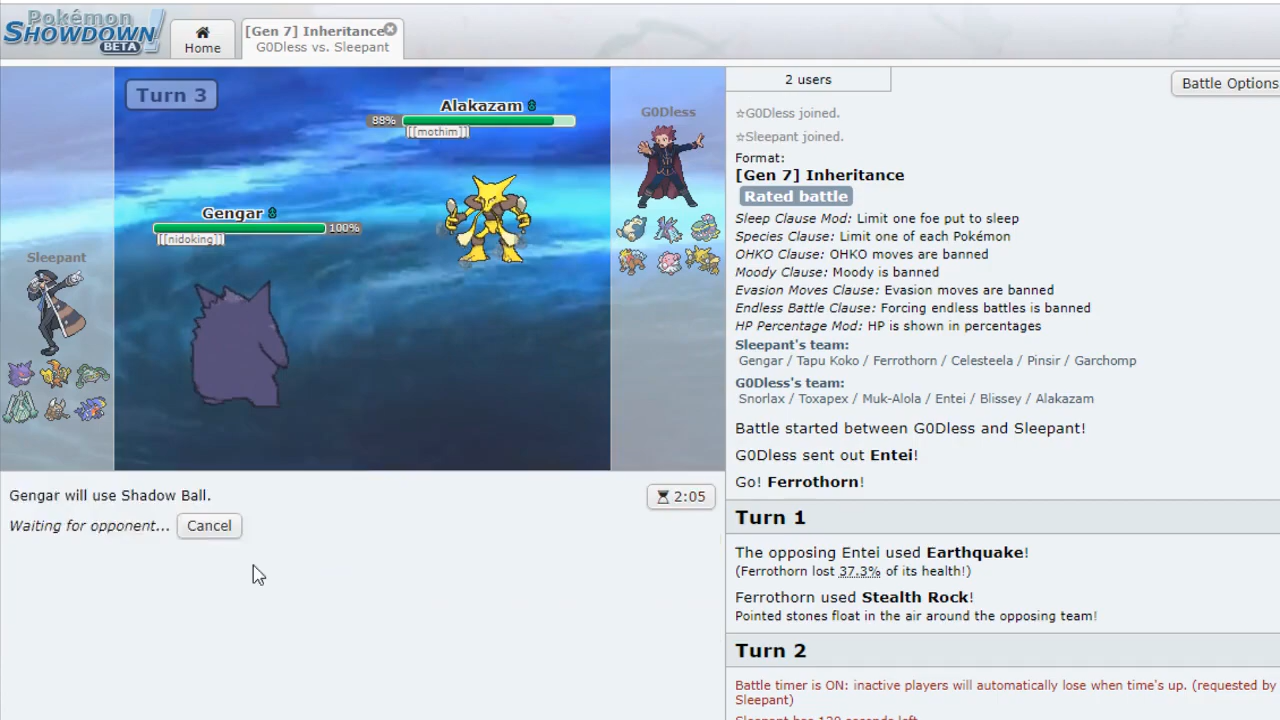 Pokémon
SHOWDOWN!
BETA
Home
[Gen 7] Inheritance
G0Dless vs. Sleepant
Turn 3
Alakazam
88%
[[mothim]]
Gengar
100%
[[nidoking]]
Sleepant
G0Dless
Gengar will use Shadow Ball.
2:05
Waiting for opponent...
Cancel
2 users
Battle Options
☆G0Dless joined.
☆Sleepant joined.
Format:
[Gen 7] Inheritance
Rated battle
Sleep Clause Mod: Limit one foe put to sleep
Species Clause: Limit one of each Pokémon
OHKO Clause: OHKO moves are banned
Moody Clause: Moody is banned
Evasion Moves Clause: Evasion moves are banned
Endless Battle Clause: Forcing endless battles is banned
HP Percentage Mod: HP is shown in percentages
Sleepant's team:
Gengar / Tapu Koko / Ferrothorn / Celesteela / Pinsir / Garchomp
G0Dless's team:
Snorlax / Toxapex / Muk-Alola / Entei / Blissey / Alakazam
Battle started between G0Dless and Sleepant!
G0Dless sent out Entei!
Go! Ferrothorn!
Turn 1
The opposing Entei used Earthquake!
(Ferrothorn lost 37.3% of its health!)
Ferrothorn used Stealth Rock!
Pointed stones float in the air around the opposing team!
Turn 2
Battle timer is ON: inactive players will automatically lose when time's up. (requested by
Sleepant)
Sleepant has 120 seconds left.